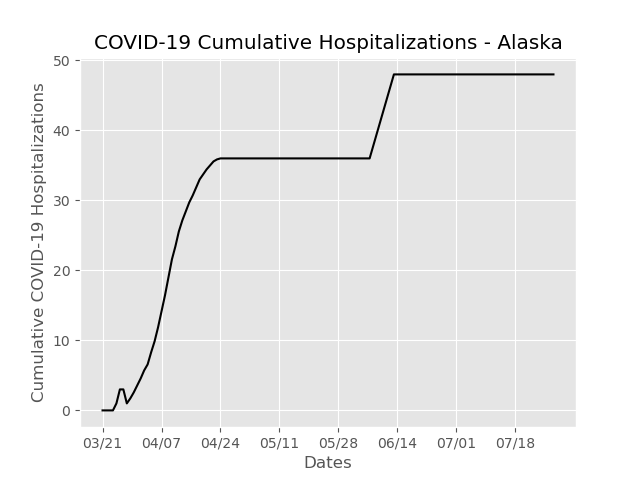 COVID-19 Cumulative Hospitalizations - Alaska
Cumulative COVID-19 Hospitalizations
50
40
30
20
10
0
03/21 04/07 04/24 05/11 05/28 06/14 07/01 07/18
Dates